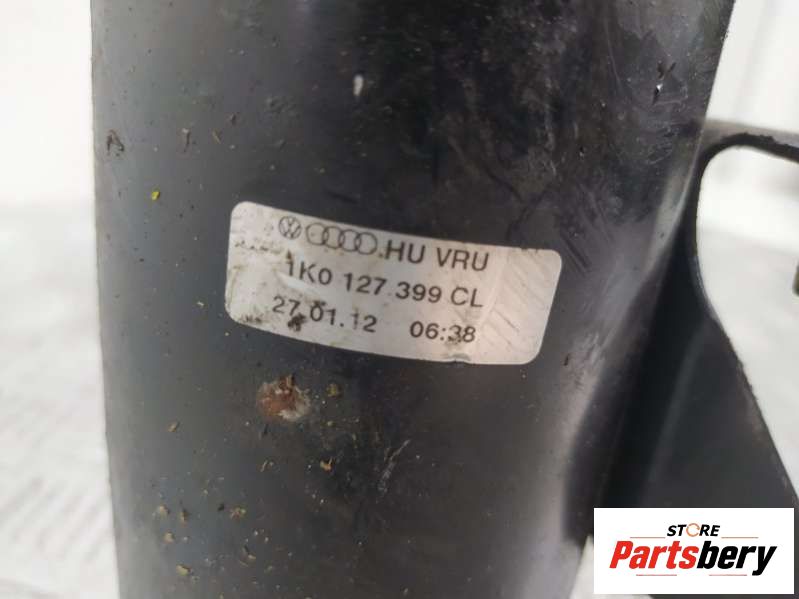 HU VRU
1K0 127 399 CL
27.01.12 06:38
STORE
Partsbery